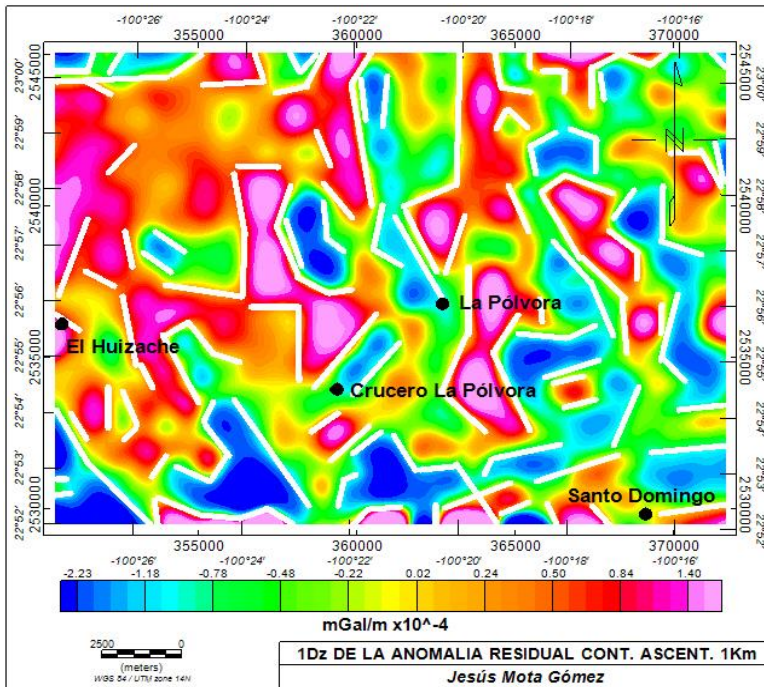 -100°26' -100°24' -100°22' -100°20' -100°18' -100°16'
355000 360000 365000 370000
23°00' 22°59' 22°58' 22°57' 22°56' 22°55' 22°54' 22°53' 22°52'
2545000 2540000 2535000 2530000
2545000 2540000 2535000 2530000
N
La Pólvora
El Huizache
Crucero La Pólvora
Santo Domingo
355000 360000 365000 370000
-100°26' -100°24' -100°22' -100°20' -100°18' -100°16'
-2.23 -1.18 -0.78 -0.48 -0.22 0.02 0.24 0.50 0.84 1.40
mGal/m x10^-4
2500 0
(meters)
WGS 84 / UTM zone 14N
1Dz DE LA ANOMALIA RESIDUAL CONT. ASCENT. 1Km
Jesús Mota Gómez